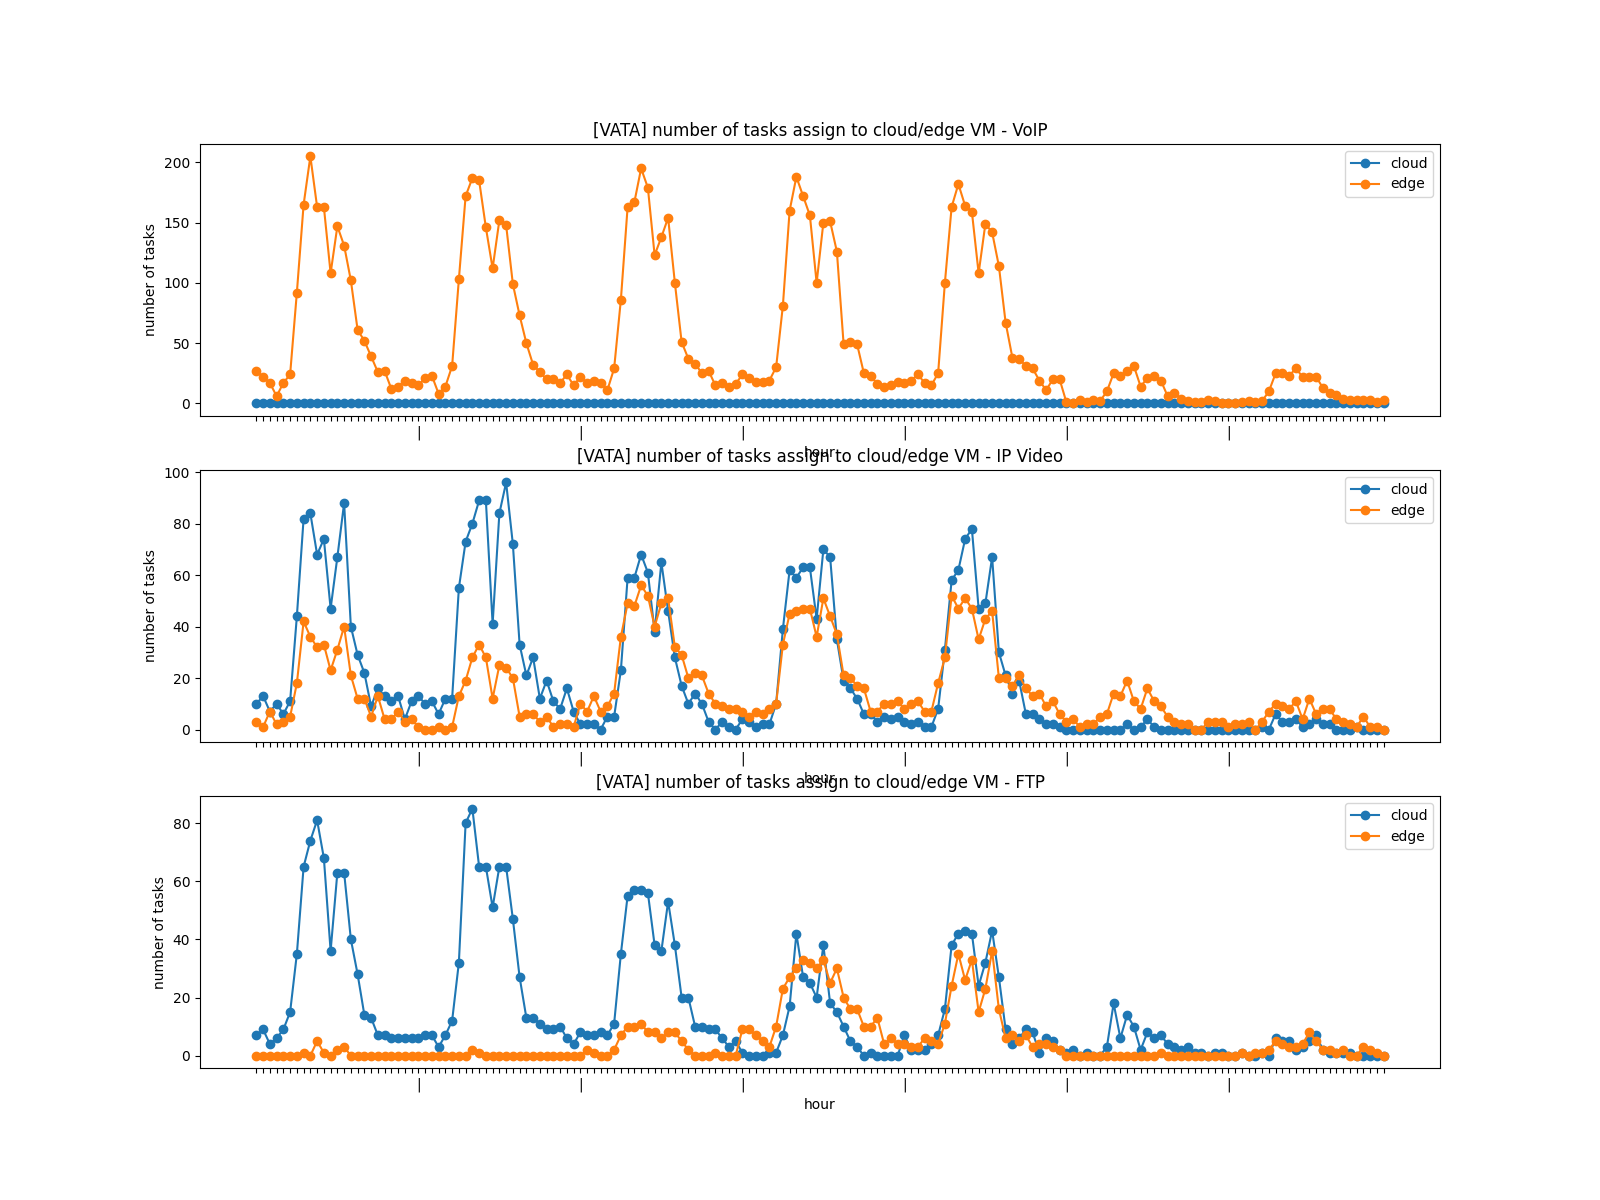 [VATA] number of tasks assign to cloud/edge VM - VoIP
number of tasks
200
150
100
50
0
cloud
edge
hour
[VATA] number of tasks assign to cloud/edge VM - IP Video
number of tasks
100
80
60
40
20
0
cloud
edge
hour
[VATA] number of tasks assign to cloud/edge VM - FTP
number of tasks
80
60
40
20
0
cloud
edge
hour